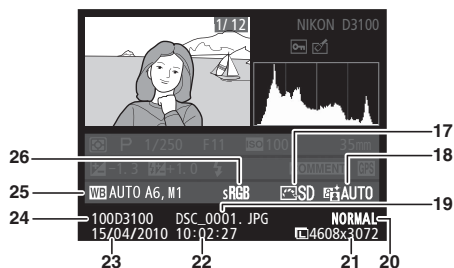 1/ 12 NIKON D3100
P 1/250 F11 ISO 100 35mm
-1. 3 +1. 0 COMMENT GPS
WB AUTO A6, M1 sRGB SD AUTO
100D3100 DSC_0001. JPG NORMAL
15/04/2010 10:02:27 L 4608x3072
17
18
19
20
21
22
23
24
25
26